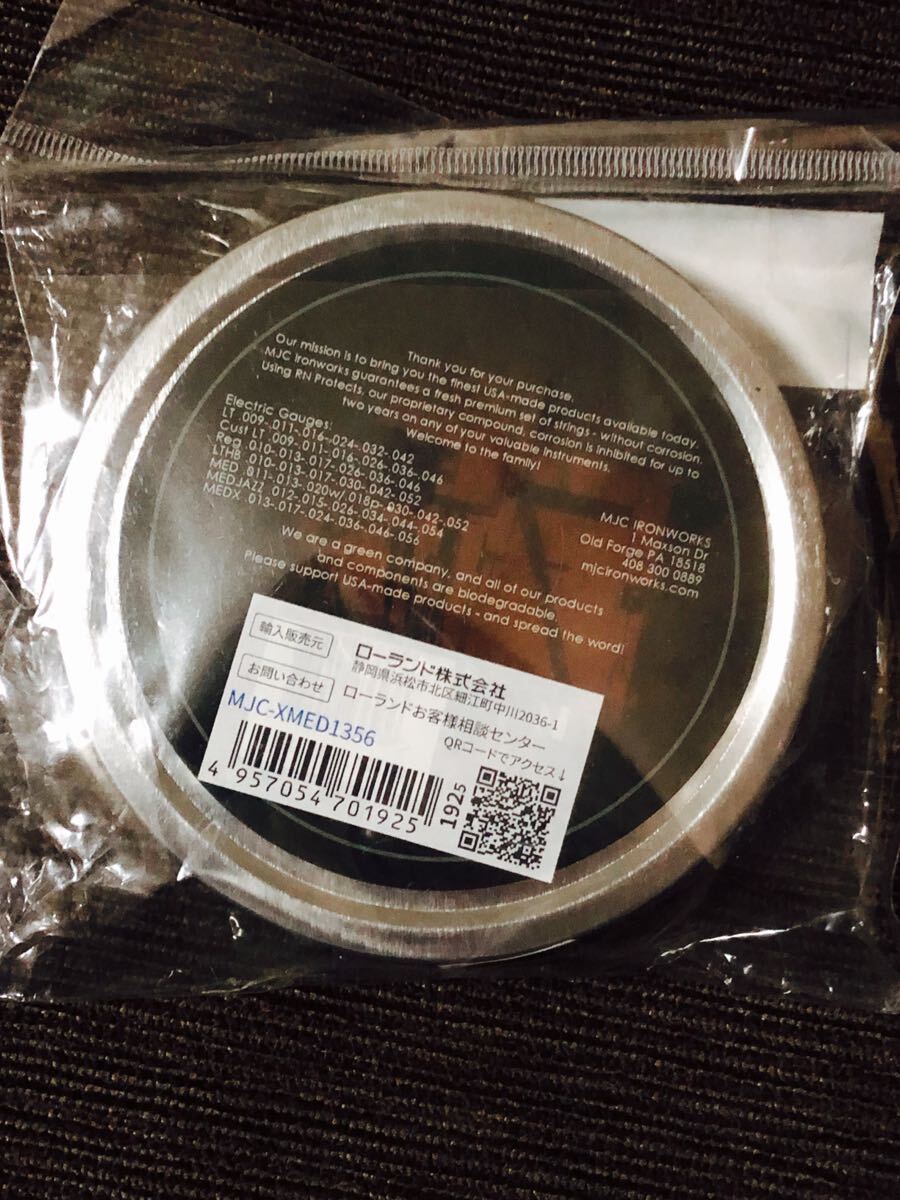 Thank you for your purchase.
Our mission is to bring you the finest USA-made products available today.
MJC Ironworks guarantees a fresh premium set of strings - without corrosion.
Using RN Protects, our proprietary compound, corrosion is inhibited for up to
two years on any of your valuable instruments.
Welcome to the family!
Electric Gauges:
LT .009-.011-.016-.024-.032-.042
Cust LT .009-.011-.016-.026-.036-.046
Reg .010-.013-.017-.026-.036-.046
LTHB .010-.013-.017-.030-.042-.052
MED .011-.013-.020w/.018p-.030-.042-.052
MEDJAZZ .012-.015-.026-.034-.044-.054
MEDX .013-.017-.024-.036-.046-.056
MJC IRONWORKS
1 Maxson Dr
Old Forge PA 18518
408 300 0889
mjcironworks.com
We are a green company, and all of our products
and components are biodegradable.
Please support USA-made products - and spread the word!
輸入販売元
ローランド株式会社
静岡県浜松市北区細江町中川2036-1
お問い合わせ
ローランドお客様相談センター
MJC-XMED1356
QRコードでアクセス↓
4957054701925
1925